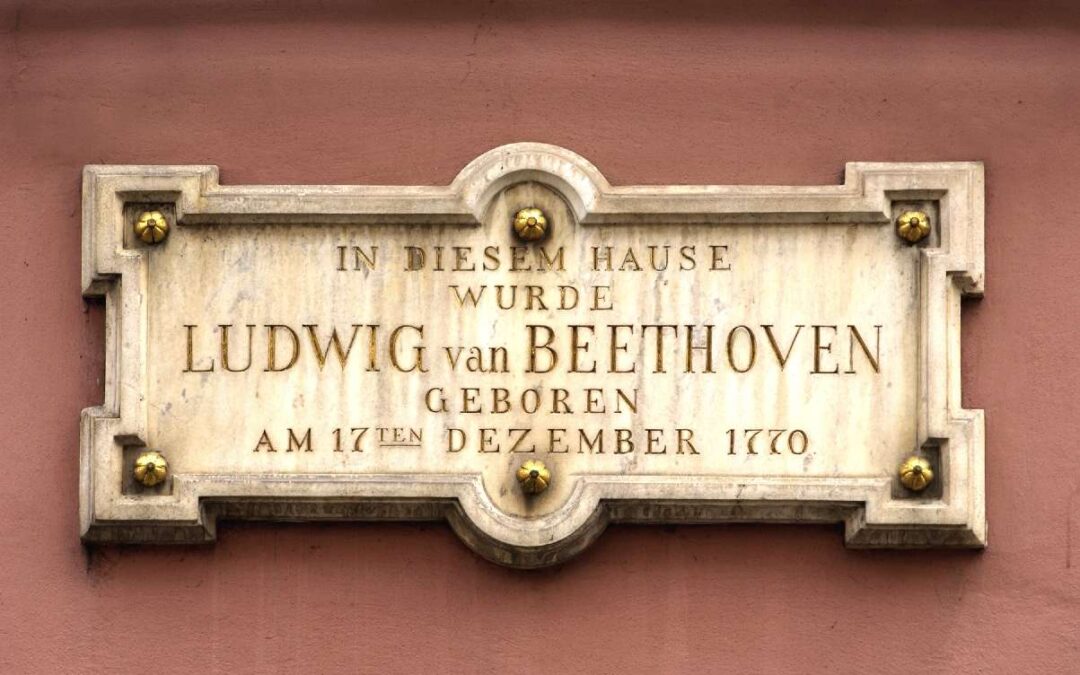 IN DIESEM HAUSE
WURDE
LUDWIG van BEETHOVEN
GEBOREN
AM 17TEN DEZEMBER 1770